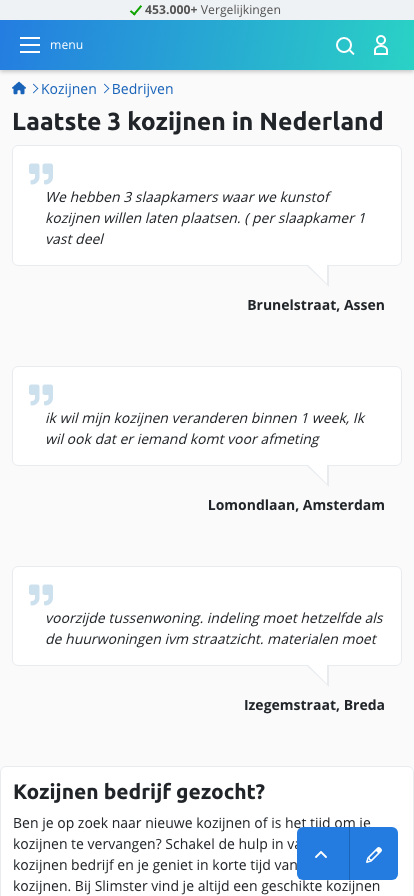 453.000+ Vergelijkingen
menu
Kozijnen Bedrijven
Laatste 3 kozijnen in Nederland
We hebben 3 slaapkamers waar we kunstof
kozijnen willen laten plaatsen. ( per slaapkamer 1
vast deel
Brunelstraat, Assen
ik wil mijn kozijnen veranderen binnen 1 week, Ik
wil ook dat er iemand komt voor afmeting
Lomondlaan, Amsterdam
voorzijde tussenwoning. indeling moet hetzelfde als
de huurwoningen ivm straatzicht. materialen moet
Izegemstraat, Breda
Kozijnen bedrijf gezocht?
Ben je op zoek naar nieuwe kozijnen of is het tijd om je
kozijnen te vervangen? Schakel de hulp in
kozijnen bedrijf en je geniet in korte tijd van
kozijnen. Bij Slimster vind je altijd een geschikte kozijnen